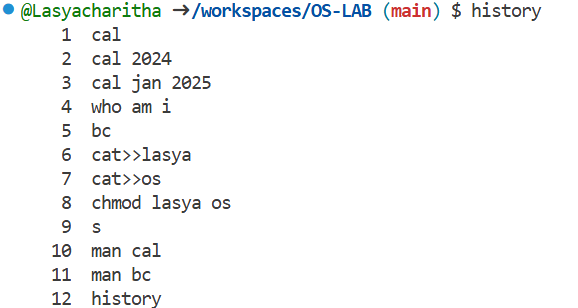 @Lasyacharitha →/workspaces/OS-LAB (main) $ history
1 cal
2 cal 2024
3 cal jan 2025
4 who am i
5 bc
6 cat>>lasya
7 cat>>os
8 chmod lasya os
9 s
10 man cal
11 man bc
12 history